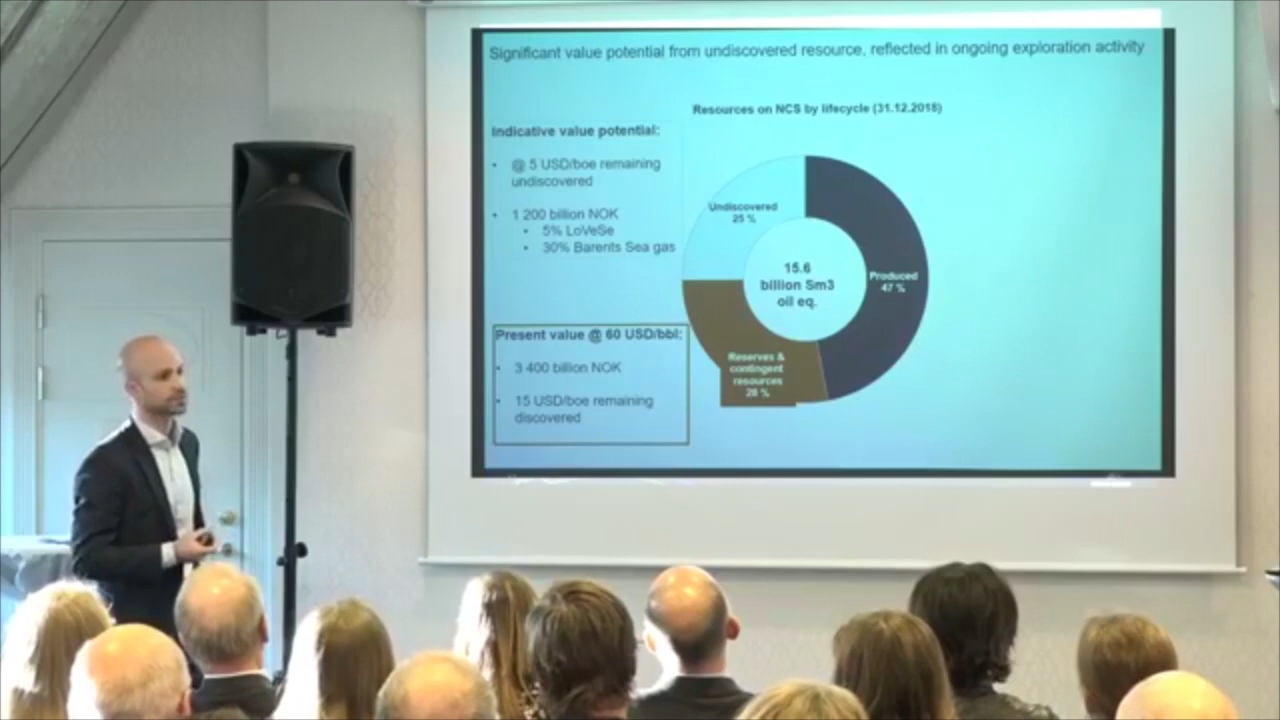 Significant value potential from undiscovered resource, reflected in ongoing exploration activity
Resources on NCS by lifecycle (31.12.2018)
Indicative value potential:
• @ 5 USD/boe remaining
undiscovered
• 1 200 billion NOK
• 5% LoVeSe
• 30% Barents Sea gas
Present value @ 60 USD/bbl:
• 3 400 billion NOK
• 15 USD/boe remaining
discovered
Undiscovered
25 %
15.6
billion Sm3
oil eq.
Produced
47 %
Reserves &
contingent
resources
28 %